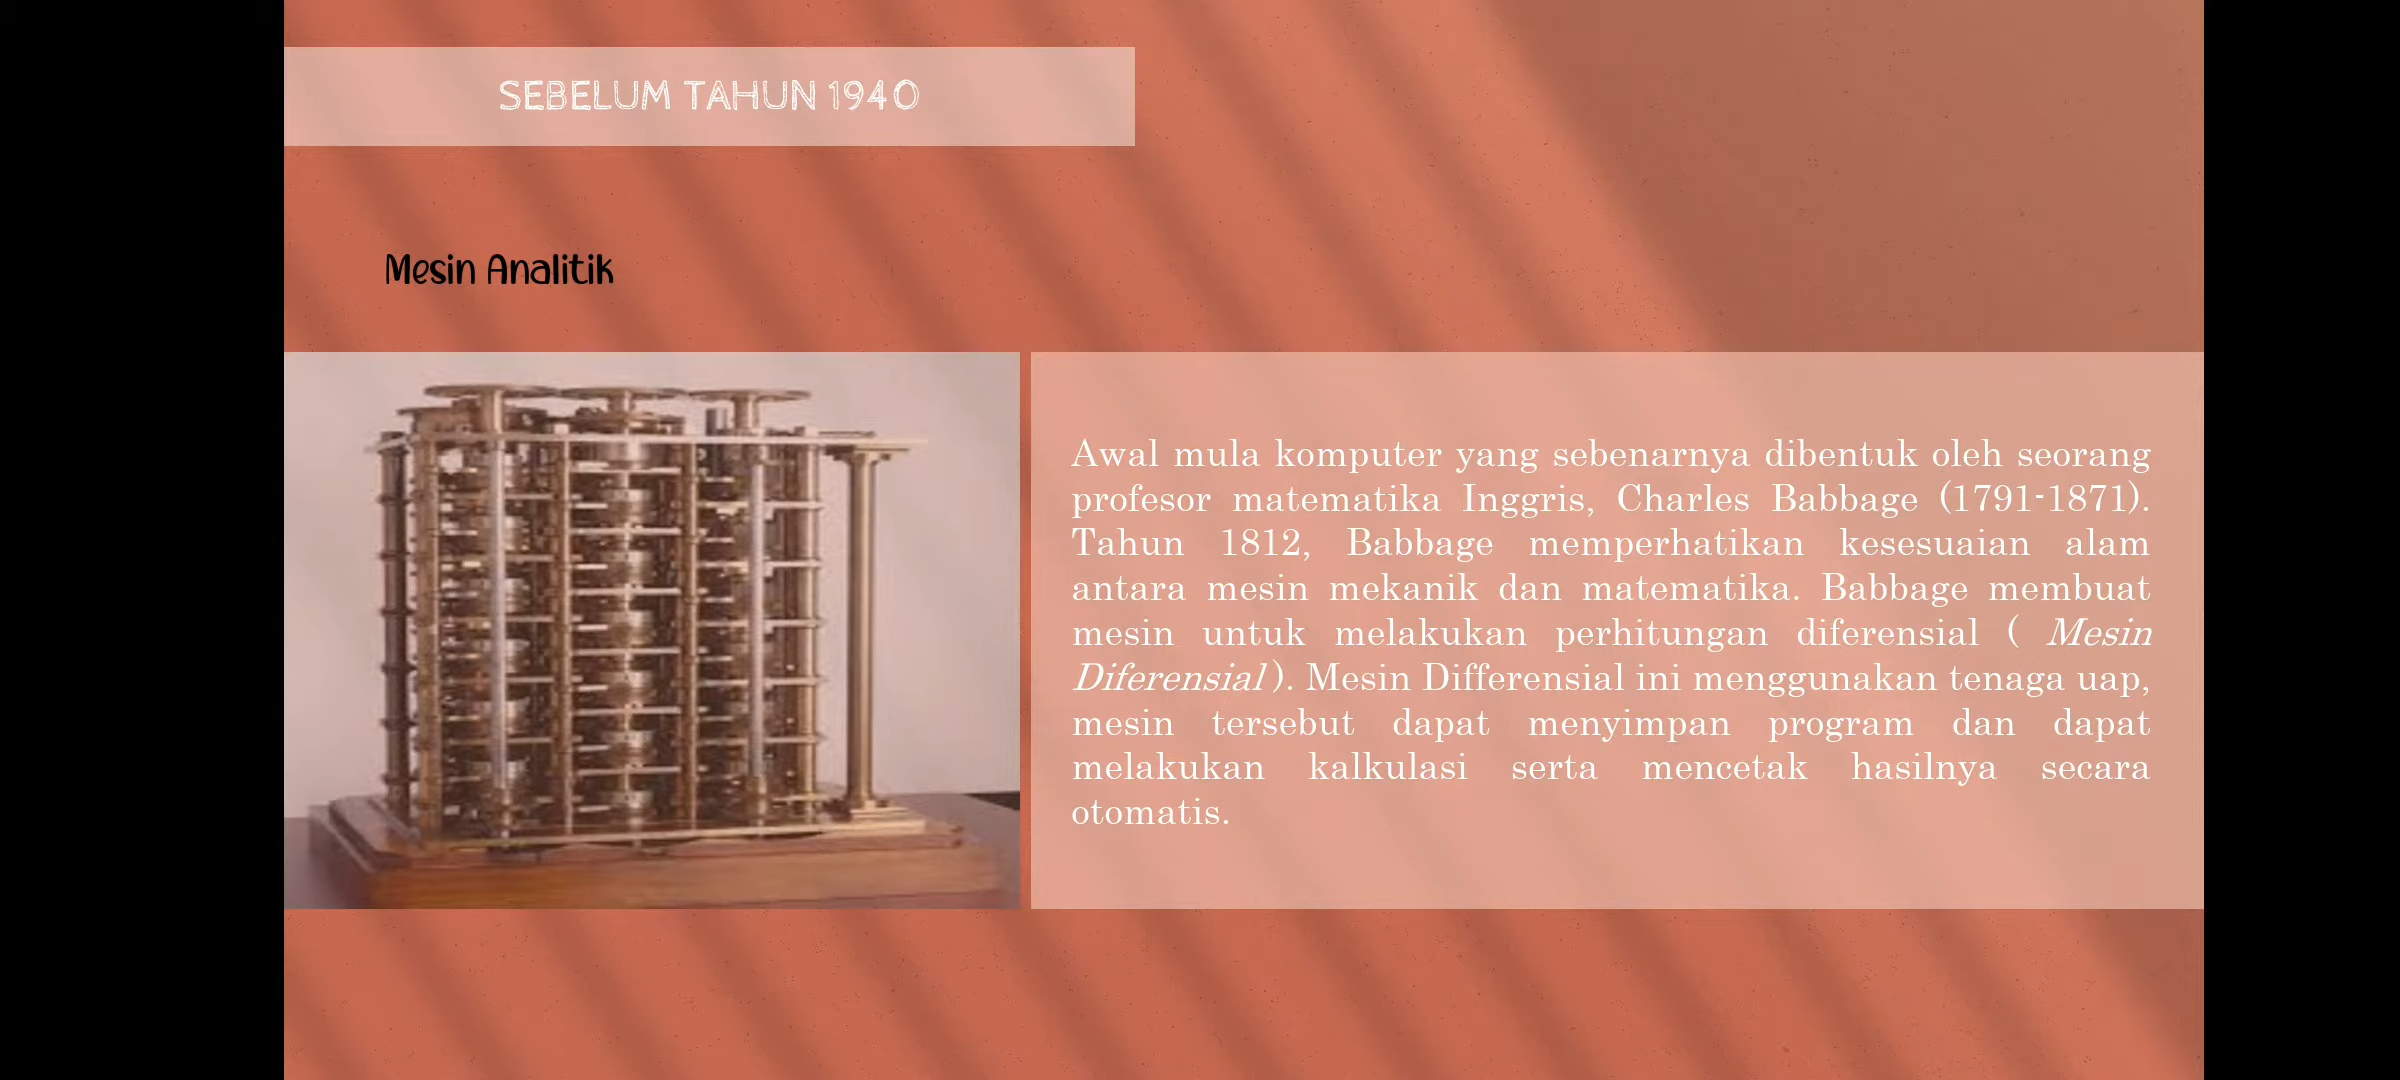 SEBELUM TAHUN 1940
Mesin Analitik
Awal mula komputer yang sebenarnya dibentuk oleh seorang
profesor matematika Inggris, Charles Babbage (1791-1871).
Tahun 1812, Babbage memperhatikan kesesuaian alam
antara mesin mekanik dan matematika. Babbage membuat
mesin untuk melakukan perhitungan diferensial ( Mesin
Diferensial ). Mesin Differensial ini menggunakan tenaga uap,
mesin tersebut dapat menyimpan program dan dapat
melakukan kalkulasi serta mencetak hasilnya secara
otomatis.